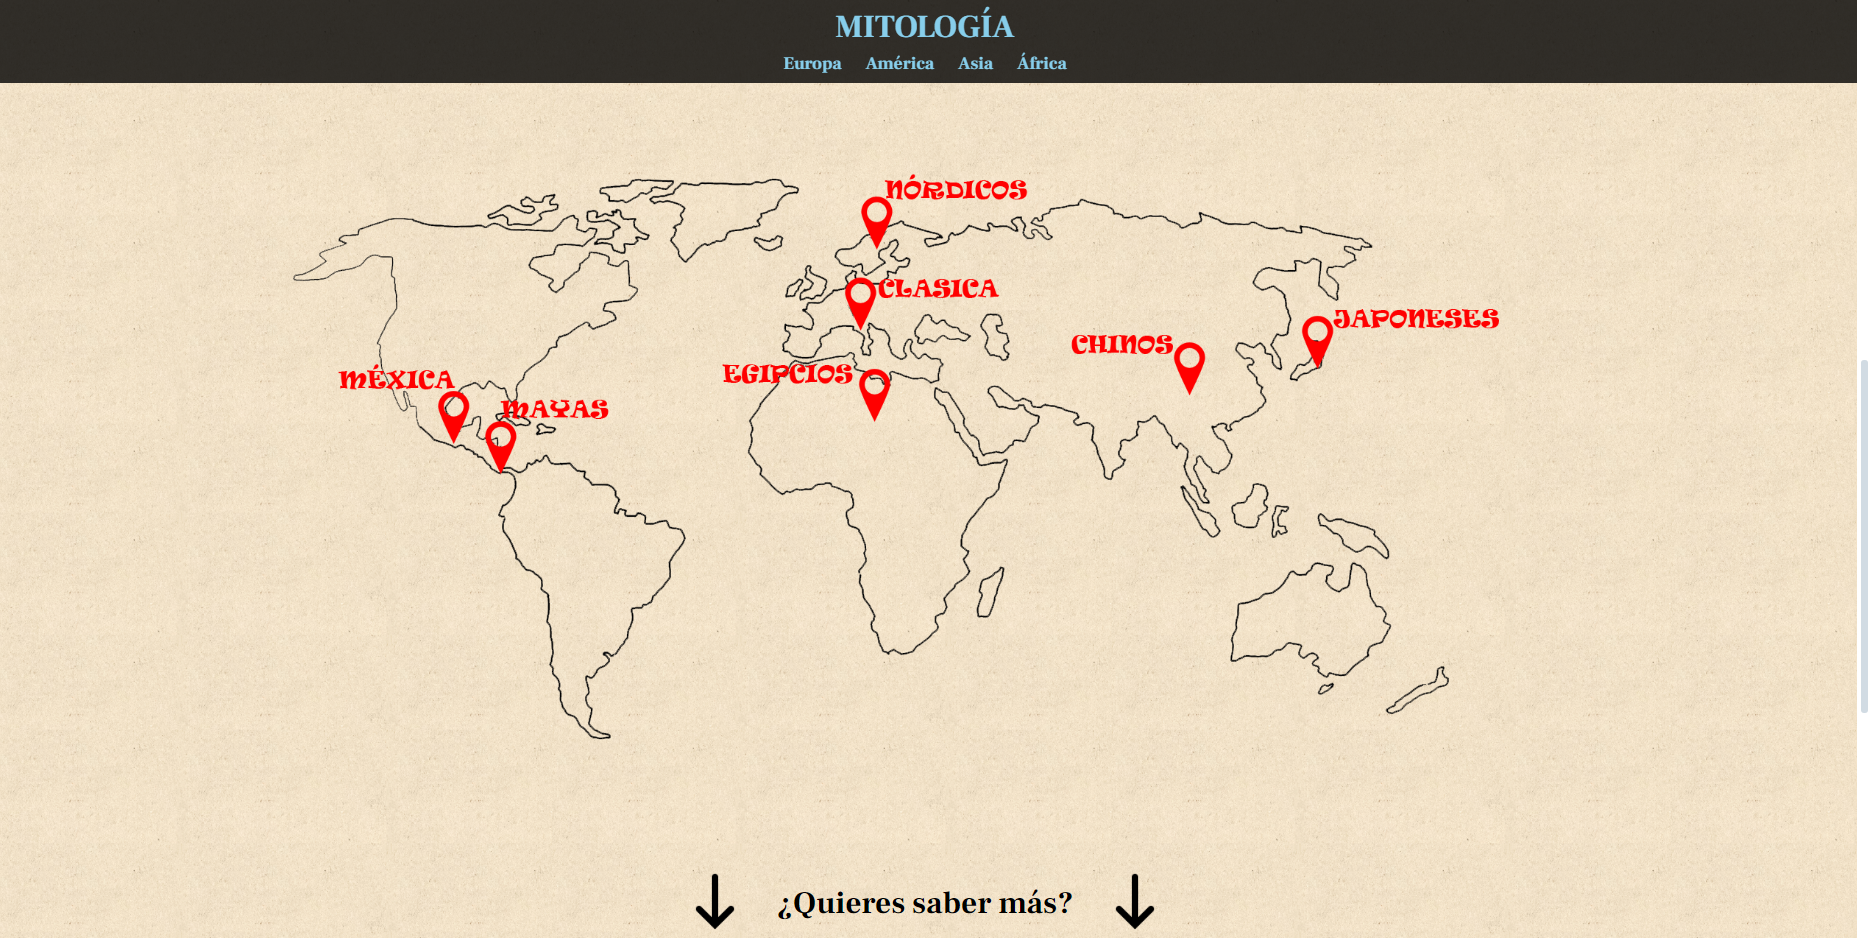 MITOLOGÍA
Europa América Asia África
NÓRDICOS
CLASICA
JAPONESES
CHINOS
EGIPCIOS
MÉXICA
MAYAS
¿Quieres saber más?